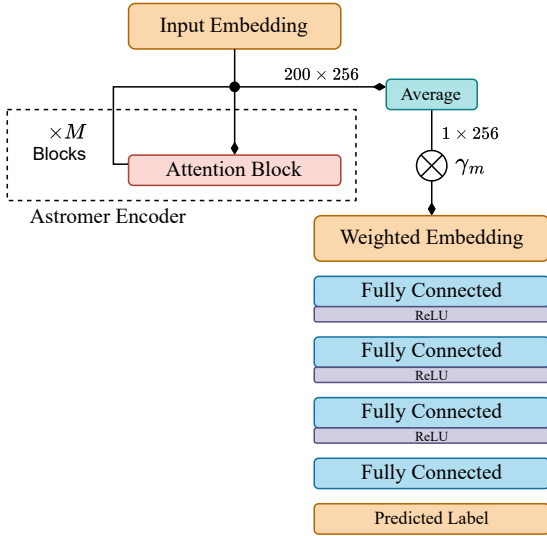 Input Embedding
200 × 256
Average
×M
Blocks
1 × 256
Attention Block
γm
Astromer Encoder
Weighted Embedding
Fully Connected
ReLU
Fully Connected
ReLU
Fully Connected
ReLU
Fully Connected
Predicted Label